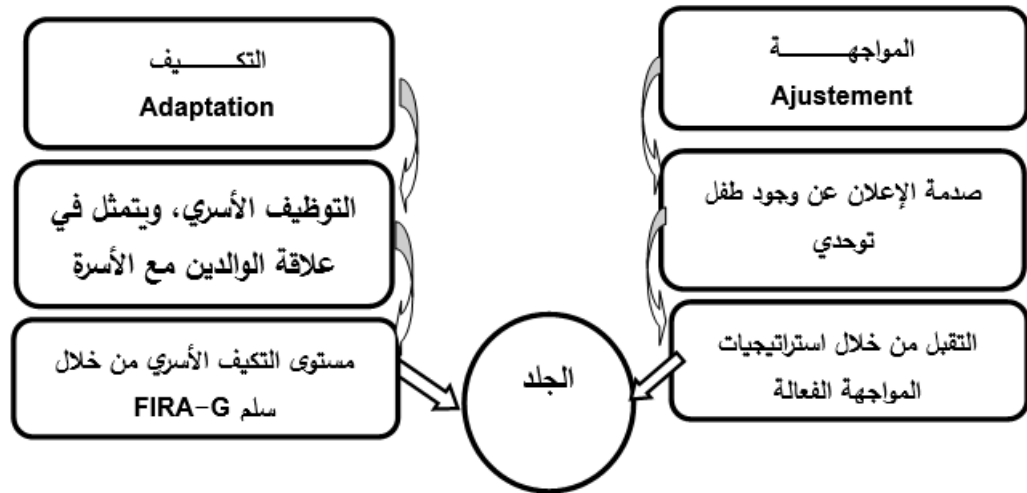 المواجهـــــــــة
Ajustement
صدمة الإعلان عن وجود طفل
توحدي
التقبل من خلال استراتيجيات
المواجهة الفعالة
التكـــــــيف
Adaptation
التوظيف الأسري، ويتمثل في
علاقة الوالدين مع الأسرة
مستوى التكيف الأسري من خلال
سلم FIRA-G
الجلد